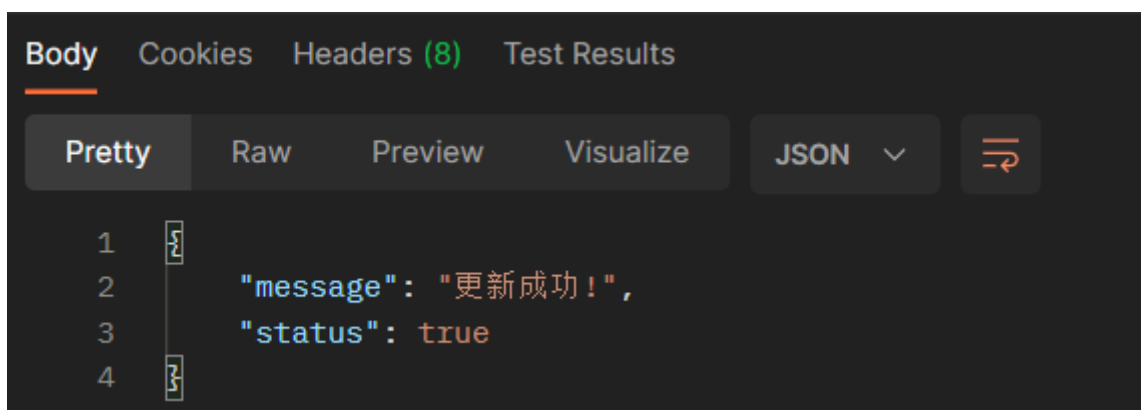 Body Cookies Headers (8) Test Results
Pretty Raw Preview Visualize JSON
1 {
2 "message": "更新成功!",
3 "status": true
4 }